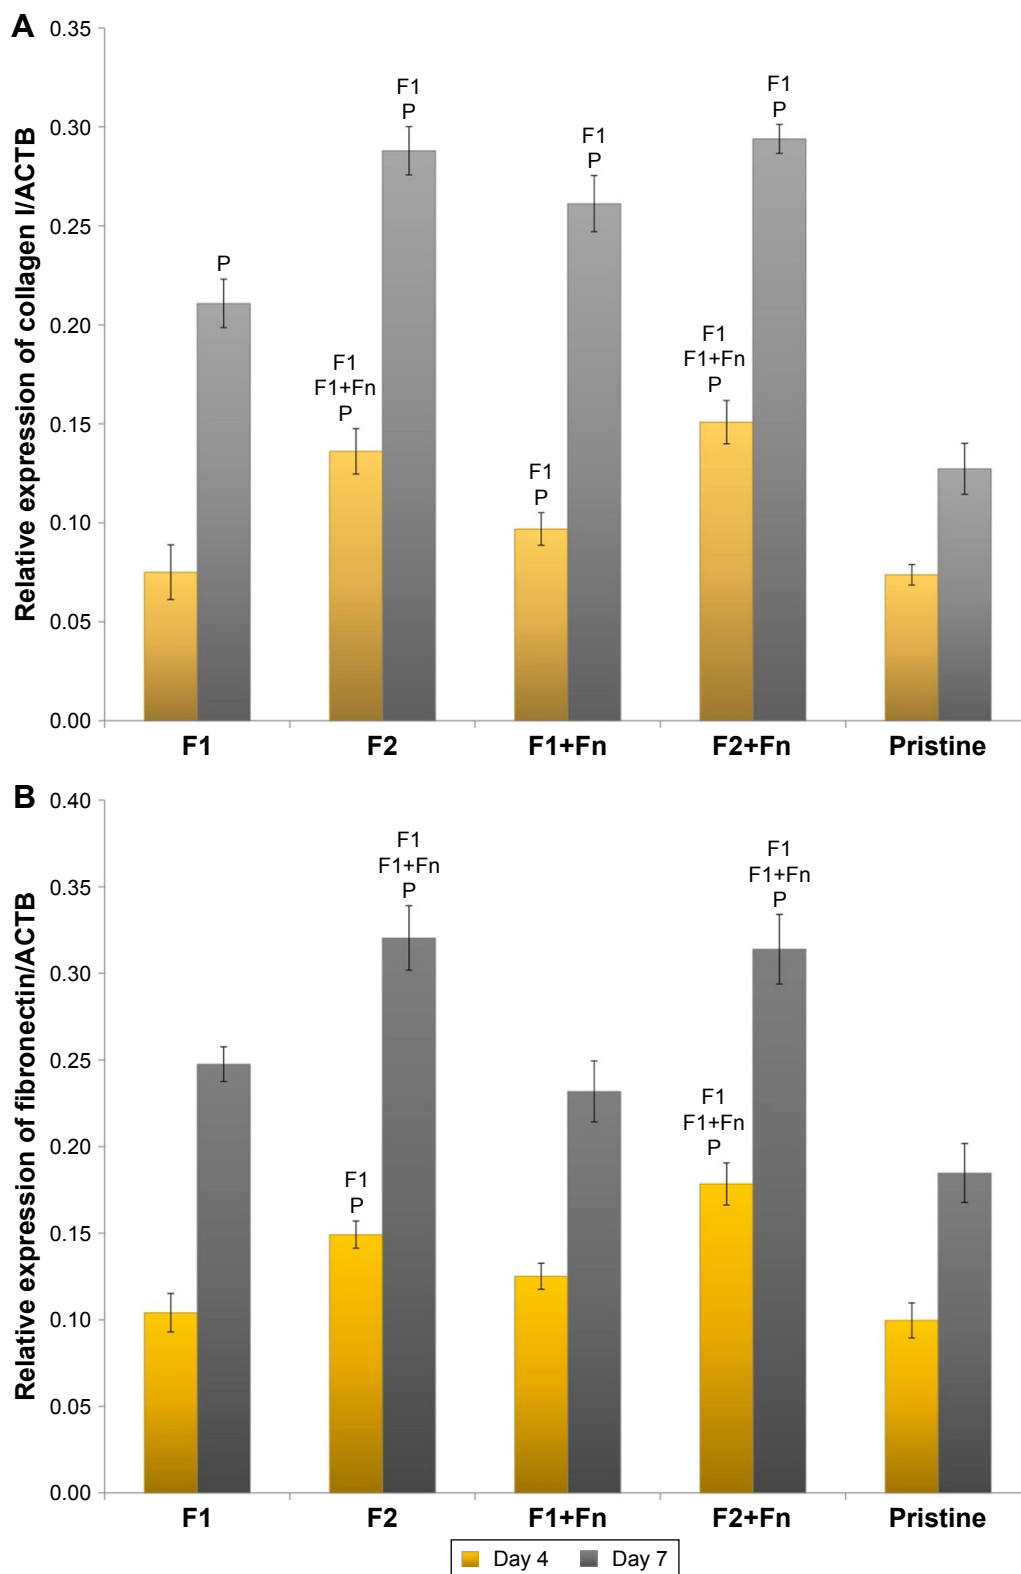 A
Relative expression of collagen I/ACTB
0.35
0.30
0.25
0.20
0.15
0.10
0.05
0.00
P
F1
P
F1
F1+Fn
P
F1
P
F1
P
F1
P
F1
F1+Fn
P
F1 F2 F1+Fn F2+Fn Pristine
B
Relative expression of fibronectin/ACTB
0.40
0.35
0.30
0.25
0.20
0.15
0.10
0.05
0.00
F1
P
F1
F1+Fn
P
F1
F1+Fn
P
F1
F1+Fn
P
F1 F2 F1+Fn F2+Fn Pristine
Day 4 Day 7